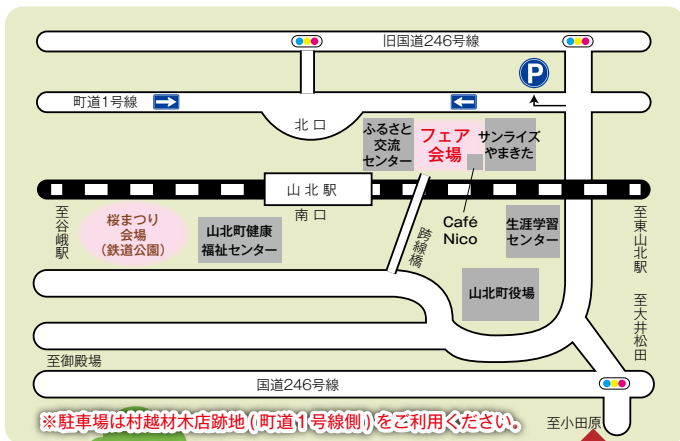 旧国道246号線
P
町道1号線
北口
ふるさと
交流
センター
フェア
会場
サンライズ
やまきた
山北駅
南口
至谷峨駅
桜まつり
会場
(鉄道公園)
山北町健康
福祉センター
跨線橋
Café
Nico
生涯学習
センター
至東山北駅
山北町役場
至大井松田
至御殿場
国道246号線
※駐車場は村越材木店跡地(町道1号線側)をご利用ください。
至小田原